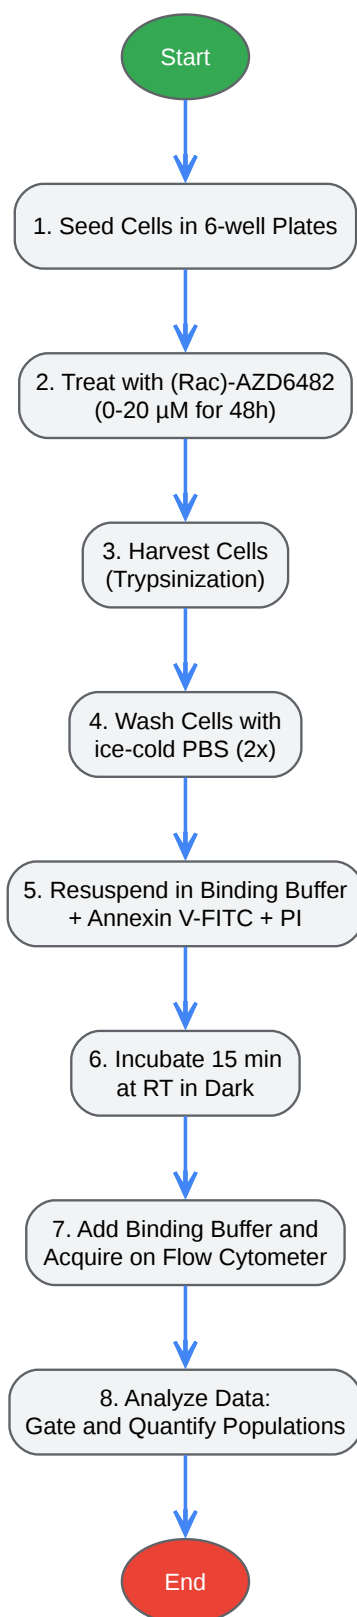 Start
1. Seed Cells in 6-well Plates
2. Treat with (Rac)-AZD6482
(0-20 µM for 48h)
3. Harvest Cells
(Trypsinization)
4. Wash Cells with
ice-cold PBS (2x)
5. Resuspend in Binding Buffer
+ Annexin V-FITC + PI
6. Incubate 15 min
at RT in Dark
7. Add Binding Buffer and
Acquire on Flow Cytometer
8. Analyze Data:
Gate and Quantify Populations
End